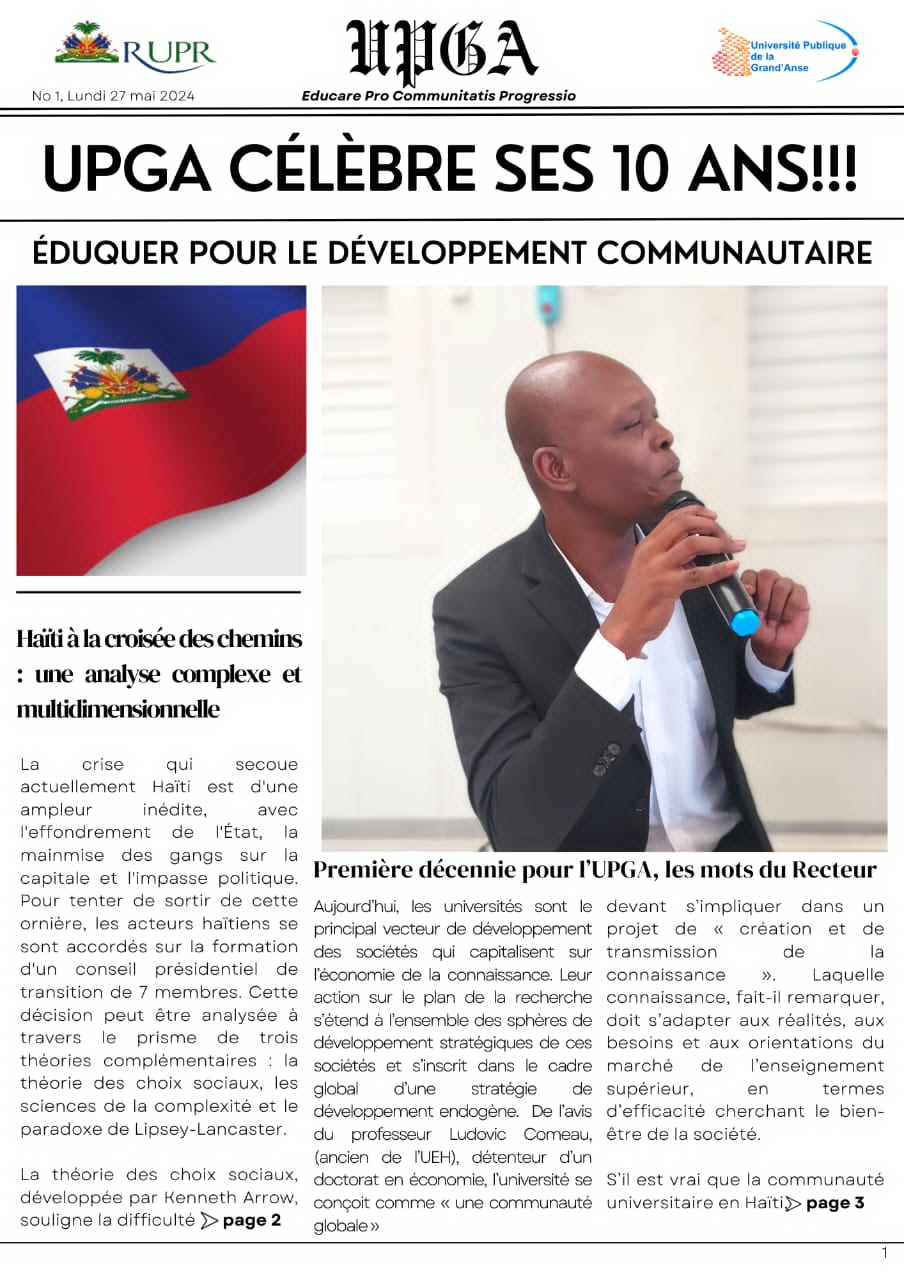 RUPR
UPGA
Université Publique
de la
Grand'Anse
No 1, Lundi 27 mai 2024
Educare Pro Communitatis Progressio
UPGA CÉLÈBRE SES 10 ANS!!!
ÉDUQUER POUR LE DÉVELOPPEMENT COMMUNAUTAIRE
Haïti à la croisée des chemins
: une analyse complexe et
multidimensionnelle
La crise qui secoue
actuellement Haïti est d'une
ampleur inédite, avec
l'effondrement de l'État, la
mainmise des gangs sur la
capitale et l'impasse politique.
Pour tenter de sortir de cette
ornière, les acteurs haïtiens se
sont accordés sur la formation
d'un conseil présidentiel de
transition de 7 membres. Cette
décision peut être analysée à
travers le prisme de trois
théories complémentaires : la
théorie des choix sociaux, les
sciences de la complexité et le
paradoxe de Lipsey-Lancaster.
La théorie des choix sociaux,
développée par Kenneth Arrow,
souligne la difficulté page 2
Première décennie pour l'UPGA, les mots du Recteur
Aujourd'hui, les universités sont le
principal vecteur de développement
des sociétés qui capitalisent sur
l'économie de la connaissance. Leur
action sur le plan de la recherche
s'étend à l'ensemble des sphères de
développement stratégiques de ces
sociétés et s'inscrit dans le cadre
global d'une stratégie de
développement endogène. De l'avis
du professeur Ludovic Comeau,
(ancien de l'UEH), détenteur d'un
doctorat en économie, l'université se
conçoit comme « une communauté
globale »
devant s'impliquer dans un
projet de « création et de
transmission de la
connaissance ». Laquelle
connaissance, fait-il remarquer,
doit s'adapter aux réalités, aux
besoins et aux orientations du
marché de l'enseignement
supérieur, en termes
d'efficacité cherchant le bien-
être de la société.
S'il est vrai que la communauté
universitaire en Haïti, page 3
1